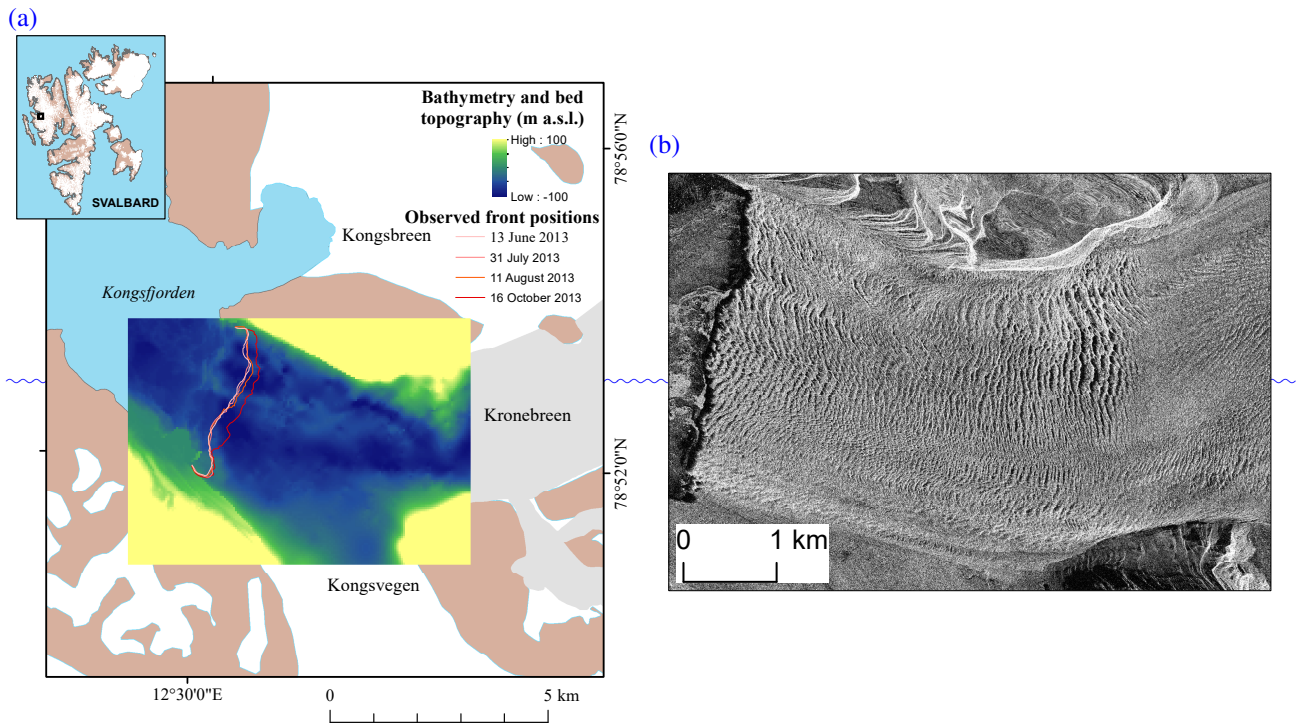 (a)
SVALBARD
Bathymetry and bed
topography (m a.s.l.)
High : 100
Low : -100
Observed front positions
13 June 2013
31 July 2013
11 August 2013
16 October 2013
Kongsbreen
Kongsfjorden
Kronebreen
Kongsvegen
78°56'0"N
78°52'0"N
12°30'0"E
0
5 km
(b)
0
1 km